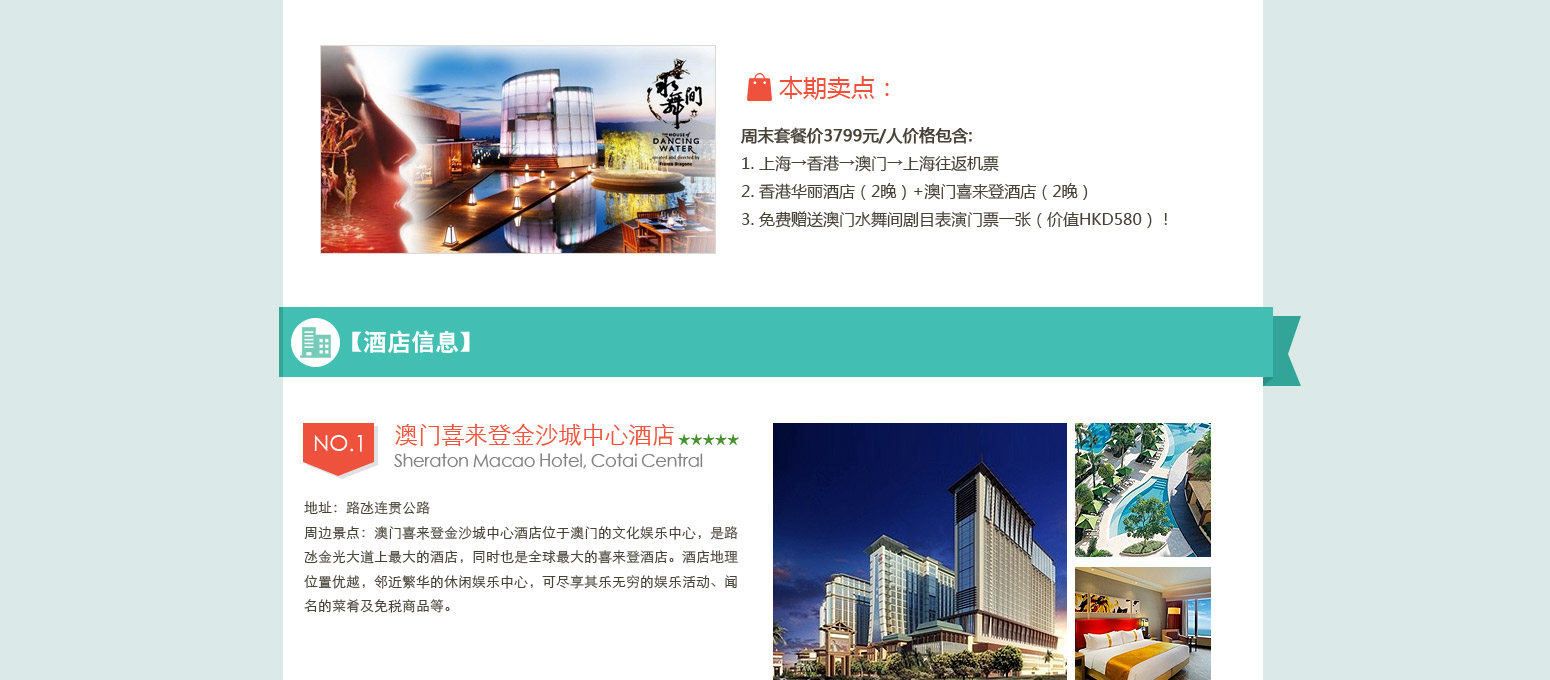 水舞间
THE HOUSE of
DANCING
WATER
created and directed by
Franco Dragone
本期卖点：
周末套餐价3799元/人价格包含:
1. 上海→香港→澳门→上海往返机票
2. 香港华丽酒店（2晚）+澳门喜来登酒店（2晚）
3. 免费赠送澳门水舞间剧目表演门票一张（价值HKD580）！
【酒店信息】
NO.1
澳门喜来登金沙城中心酒店★★★★★
Sheraton Macao Hotel, Cotai Central
地址：路氹连贯公路
周边景点：澳门喜来登金沙城中心酒店位于澳门的文化娱乐中心，是路
氹金光大道上最大的酒店，同时也是全球最大的喜来登酒店。酒店地理
位置优越，邻近繁华的休闲娱乐中心，可尽享其乐无穷的娱乐活动、闻
名的菜肴及免税商品等。